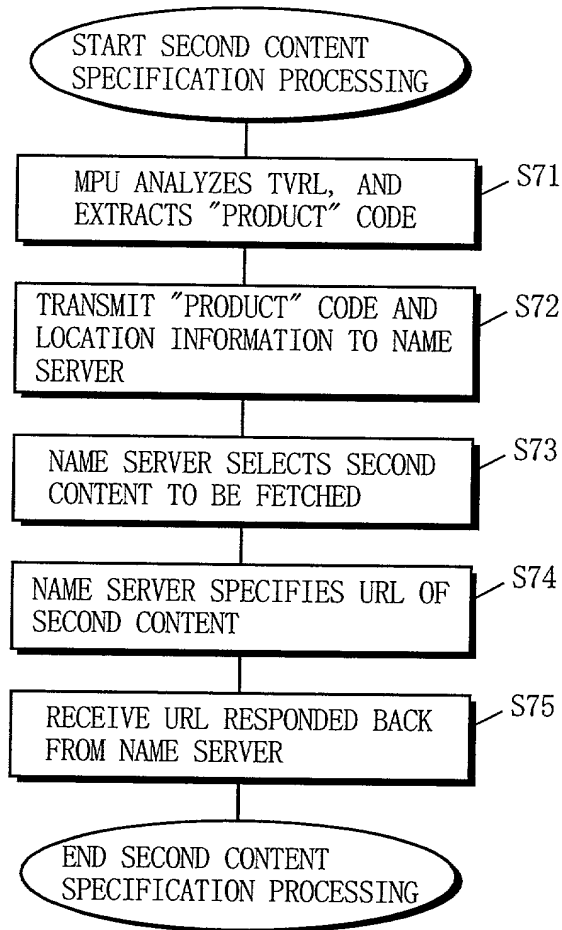 START SECOND CONTENT
SPECIFICATION PROCESSING
MPU ANALYZES TVRL, AND
EXTRACTS "PRODUCT" CODE
S71
TRANSMIT "PRODUCT" CODE AND
LOCATION INFORMATION TO NAME
SERVER
S72
NAME SERVER SELECTS SECOND
CONTENT TO BE FETCHED
S73
NAME SERVER SPECIFIES URL OF
SECOND CONTENT
S74
RECEIVE URL RESPONDED BACK
FROM NAME SERVER
S75
END SECOND CONTENT
SPECIFICATION PROCESSING